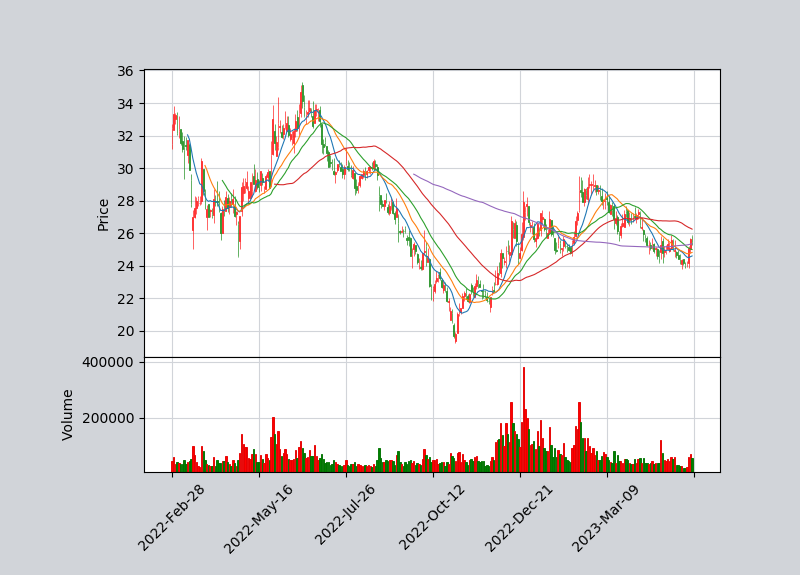 36
34
32
30
28
26
24
22
20
Price
400000
200000
Volume
2022-Feb-28
2022-May-16
2022-Jul-26
2022-Oct-12
2022-Dec-21
2023-Mar-09